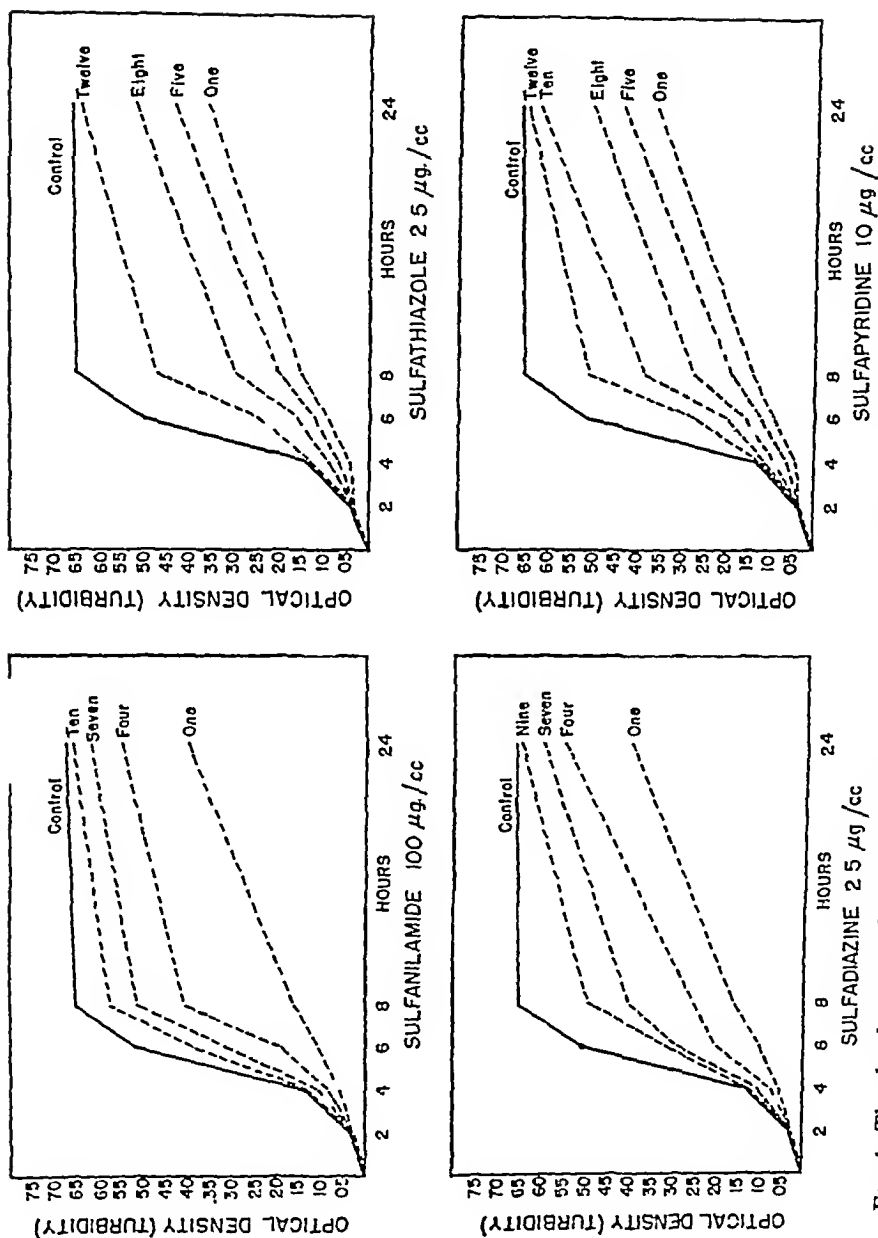 OPTICAL DENSITY (TURBIDITY)
75
70
65
60
55
50
45
40
.35
30
25
20
15
10
05
Control
Ten
Seven
Four
One
2
4
6
8
HOURS
24
SULFANILAMIDE 100 μg./cc
OPTICAL DENSITY (TURBIDITY)
75
70
65
60
55
50
45
40
35
30
25
20
15
10
05
Control
Twelve
Eight
Five
One
2
4
6
8
HOURS
24
SULFATHIAZOLE 2 5 μg./cc
OPTICAL DENSITY (TURBIDITY)
75
70
65
60
55
50
45
40
35
30
25
20
15
10
05
Control
Nine
Seven
Four
One
2
4
6
8
HOURS
24
SULFADIAZINE 2 5 μg /cc
OPTICAL DENSITY (TURBIDITY)
75
70
65
60
55
50
45
40
35
30
25
20
15
10
05
Control
Twelve
Ten
Eight
Five
One
2
4
6
8
HOURS
24
SULFAPYRIDINE 10 μg /cc
The